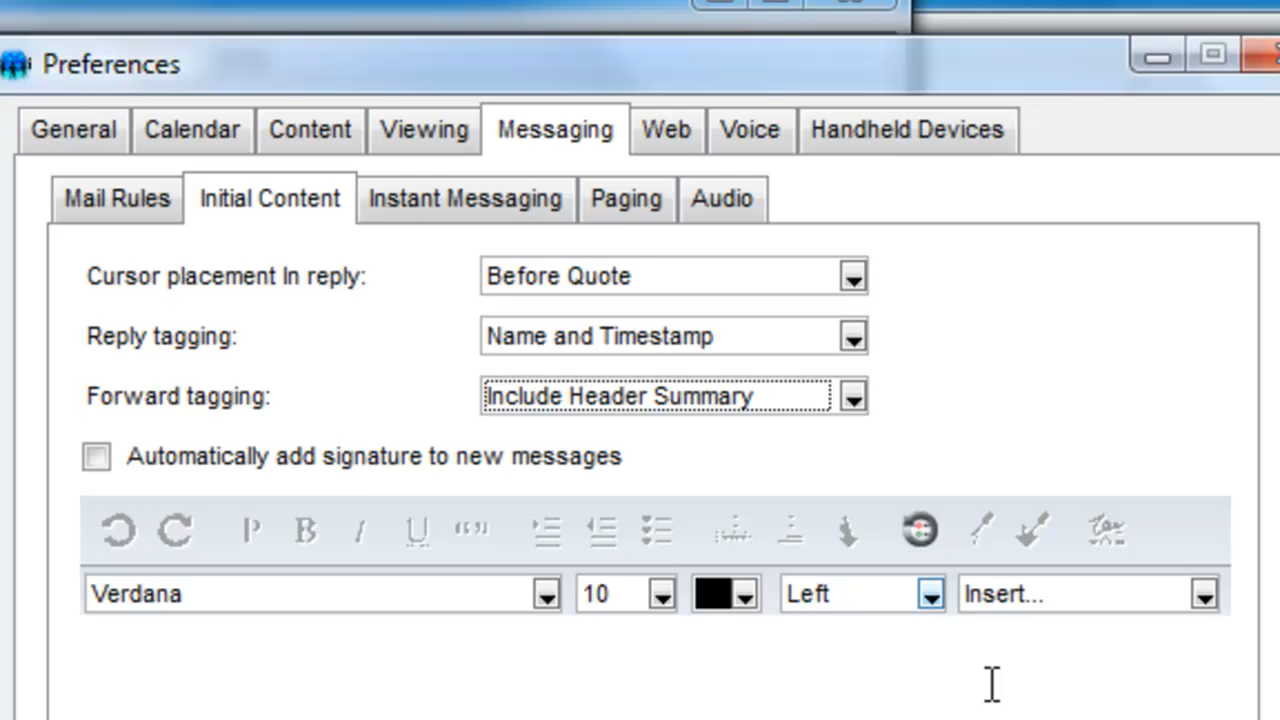 Preferences
General Calendar Content Viewing Messaging Web Voice Handheld Devices
Mail Rules Initial Content Instant Messaging Paging Audio
Cursor placement In reply: Before Quote
Reply tagging: Name and Timestamp
Forward tagging: Include Header Summary
Automatically add signature to new messages
P B I U “”
Verdana 10 Left Insert...